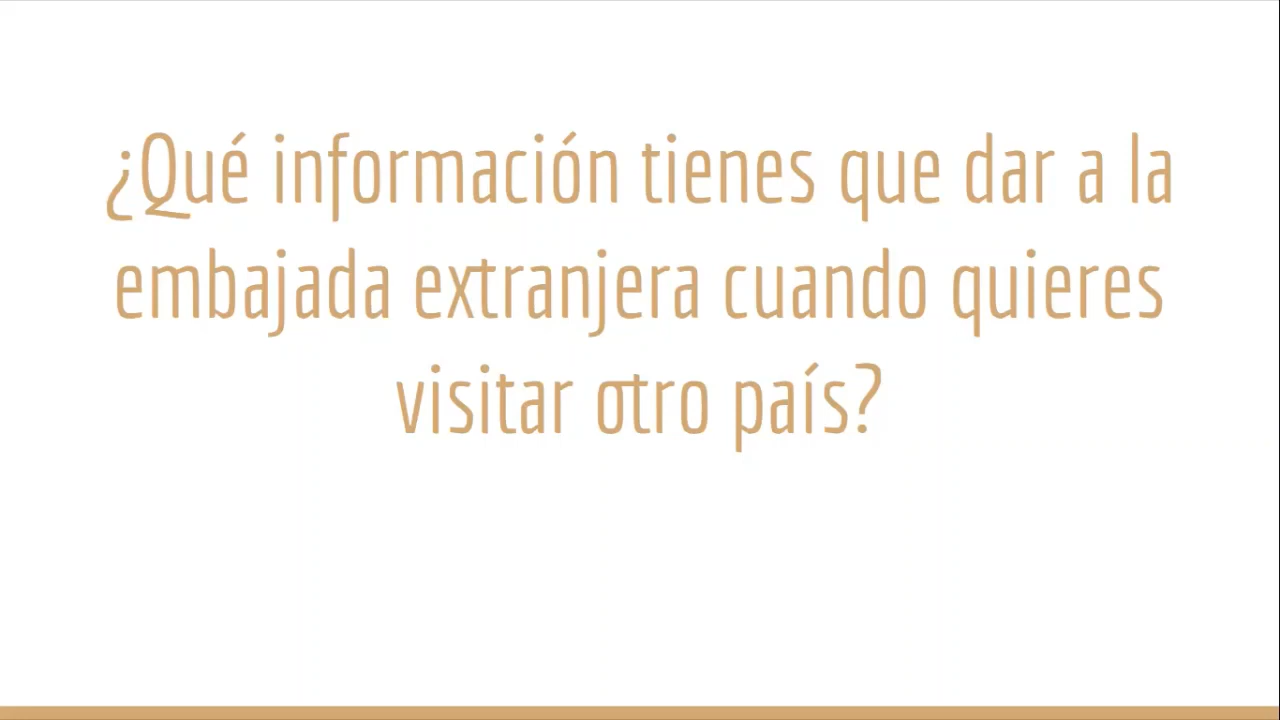 ¿Qué información tienes que dar a la
embajada extranjera cuando quieres
visitar otro país?